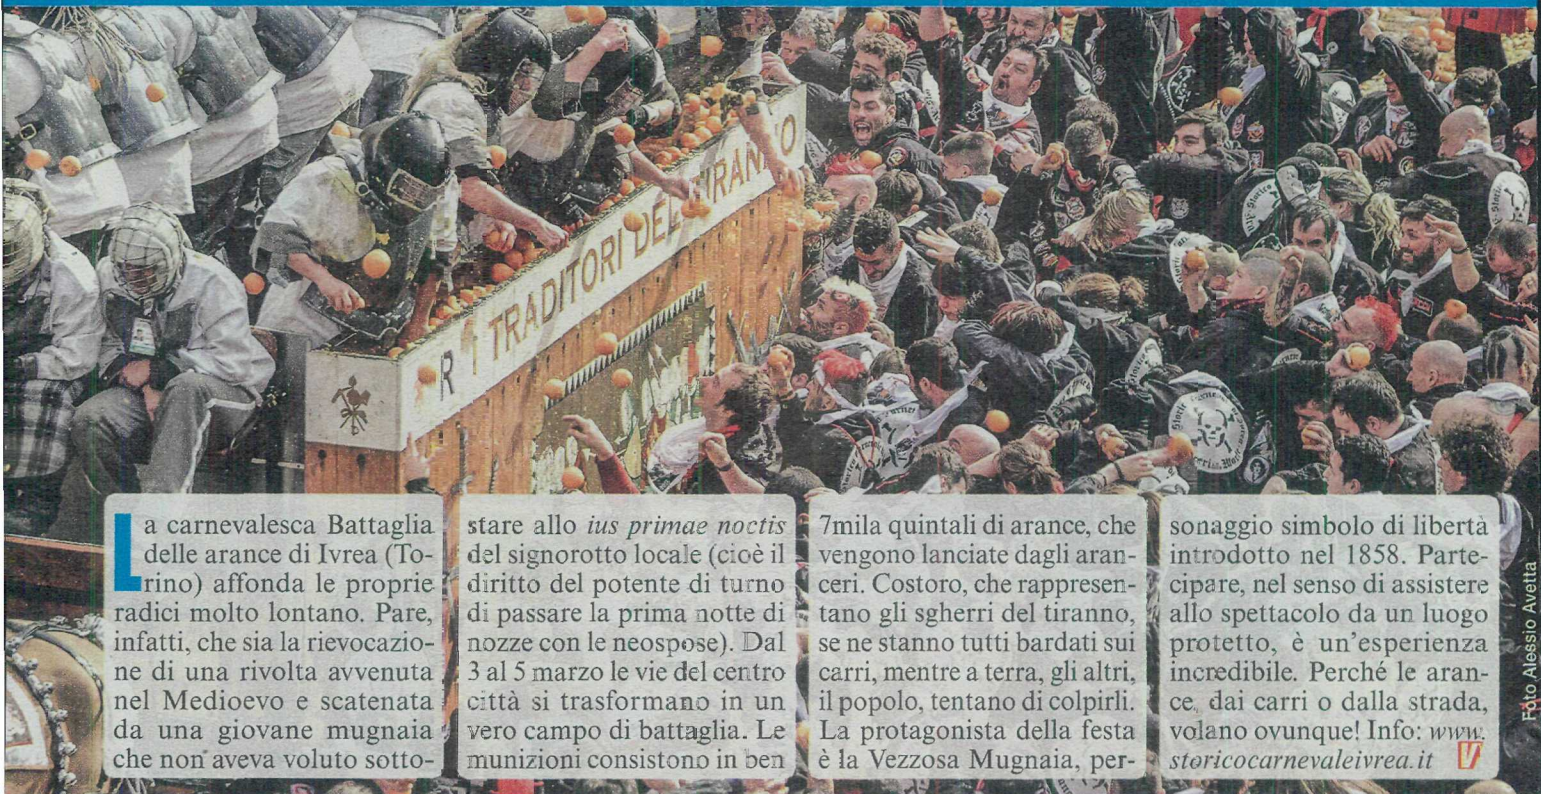 R I TRADITORI DEL TIRANNO
La carnevalesca Battaglia
delle arance di Ivrea (To-
rino) affonda le proprie
radici molto lontano. Pare,
infatti, che sia la rievocazio-
ne di una rivolta avvenuta
nel Medioevo e scatenata
da una giovane mugnaia
che non aveva voluto sotto-
stare allo ius primae noctis
del signorotto locale (cioè il
diritto del potente di turno
di passare la prima notte di
nozze con le neospose). Dal
3 al 5 marzo le vie del centro
città si trasformano in un
vero campo di battaglia. Le
munizioni consistono in ben
7mila quintali di arance, che
vengono lanciate dagli aran-
ceri. Costoro, che rappresen-
tano gli sgherri del tiranno,
se ne stanno tutti bardati sui
carri, mentre a terra, gli altri,
il popolo, tentano di colpirli.
La protagonista della festa
è la Vezzosa Mugnaia, per-
sonaggio simbolo di libertà
introdotto nel 1858. Parte-
cipare, nel senso di assistere
allo spettacolo da un luogo
protetto, è un'esperienza
incredibile. Perché le aran-
ce, dai carri o dalla strada,
volano ovunque! Info: www.
storicocarnevaleivrea.it
Foto Alessio Avetta